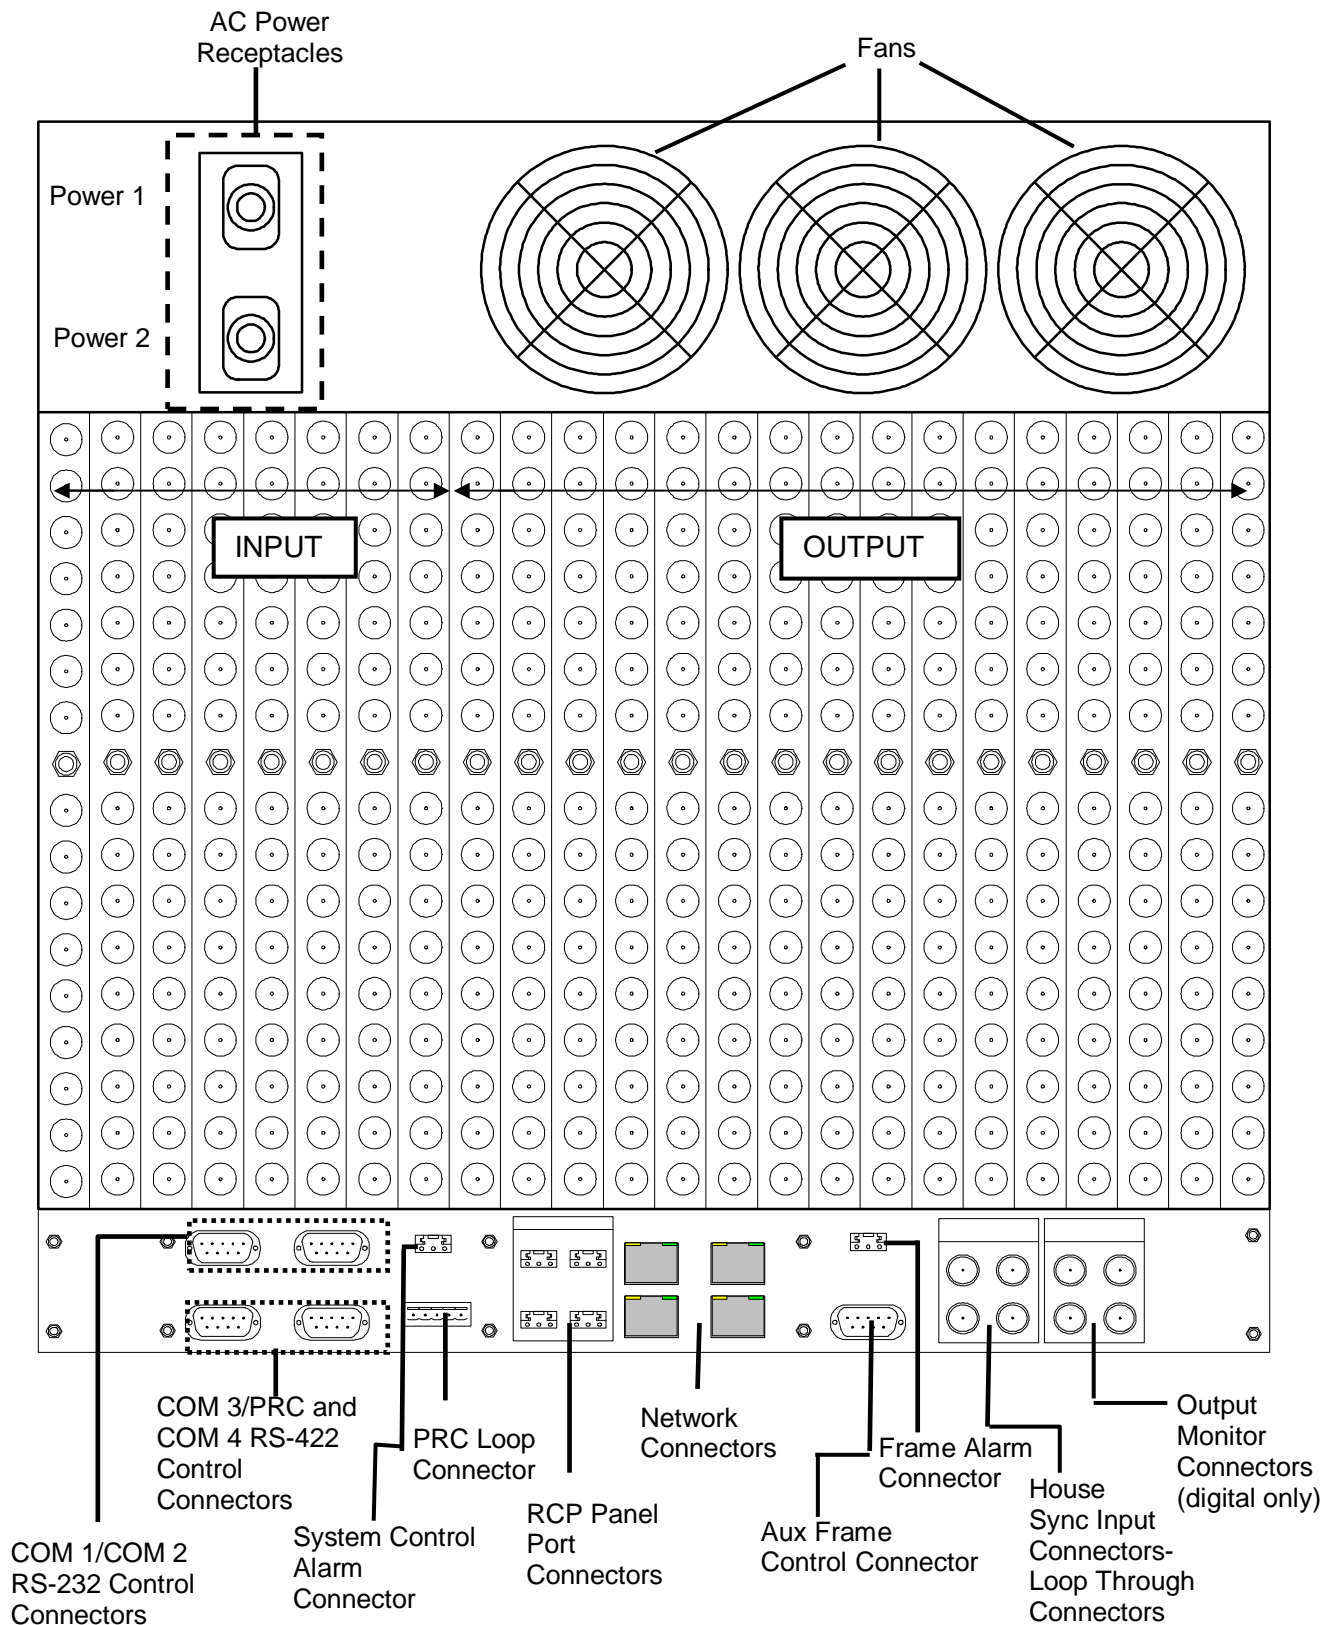 AC Power
Receptacles
Fans
Power 1
Power 2
INPUT
OUTPUT
COM 3/PRC and
COM 4 RS-422
Control
Connectors
PRC Loop
Connector
Network
Connectors
Frame Alarm
Connector
Output
Monitor
Connectors
(digital only)
COM 1/COM 2
RS-232 Control
Connectors
System Control
Alarm
Connector
RCP Panel
Port
Connectors
Aux Frame
Control Connector
House
Sync Input
Connectors-
Loop Through
Connectors